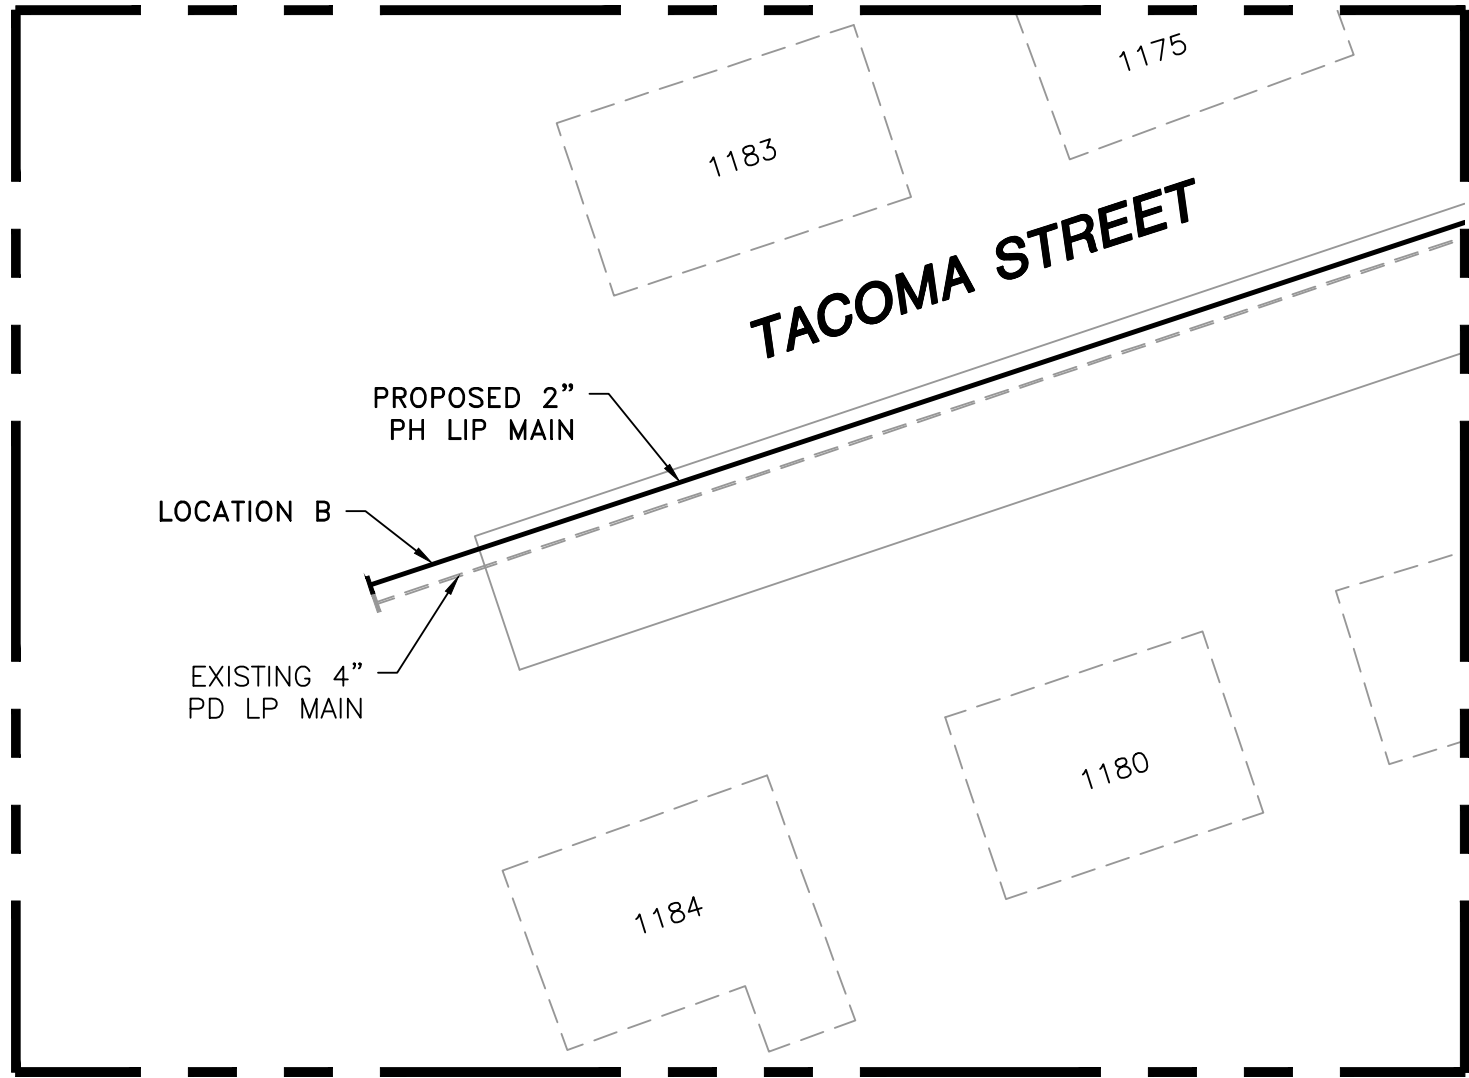 1175
1183
TACOMA STREET
PROPOSED 2”
PH LIP MAIN
LOCATION B
EXISTING 4”
PD LP MAIN
1180
1184